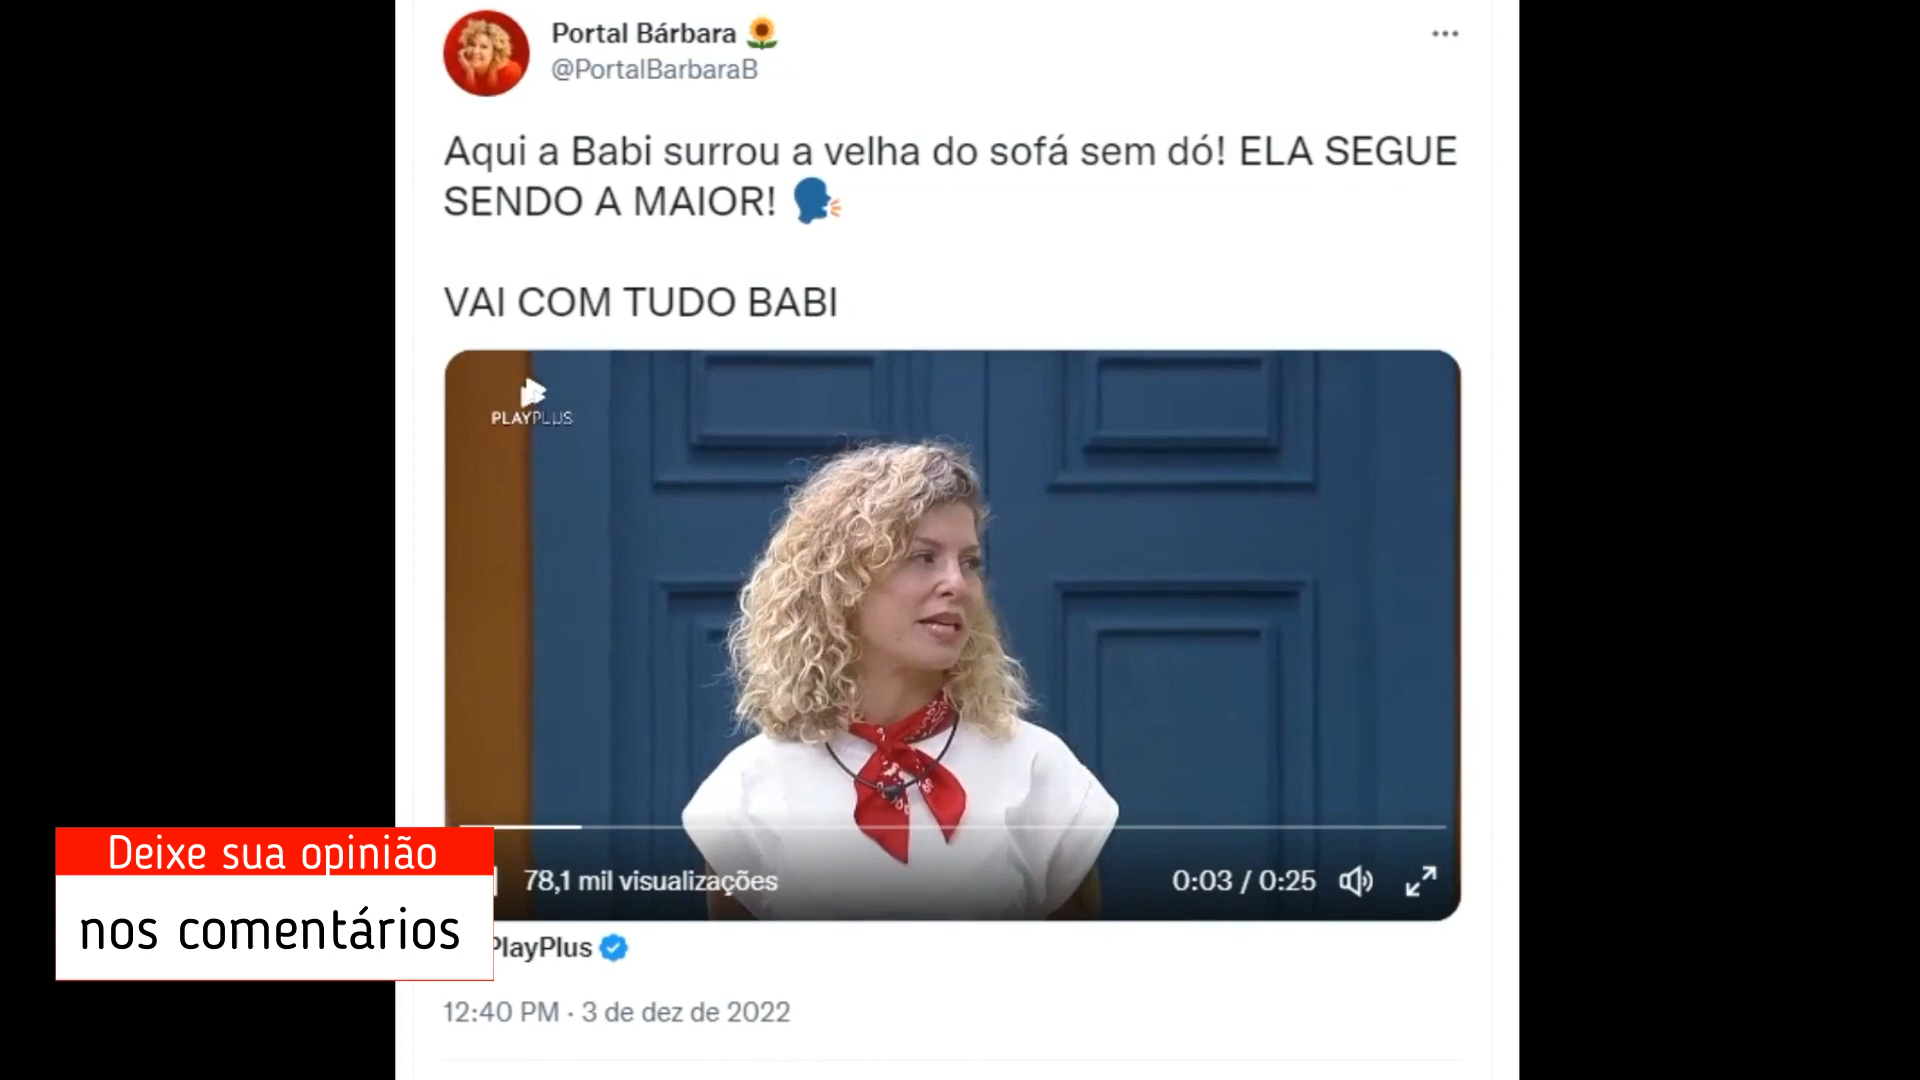 Portal Bárbara
@PortalBarbaraB
Aqui a Babi surrou a velha do sofá sem dó! ELA SEGUE
SENDO A MAIOR!
VAI COM TUDO BABI
PLAYPLUS
78,1 mil visualizações
0:03 / 0:25
Deixe sua opinião
nos comentários
PlayPlus
12:40 PM · 3 de dez de 2022